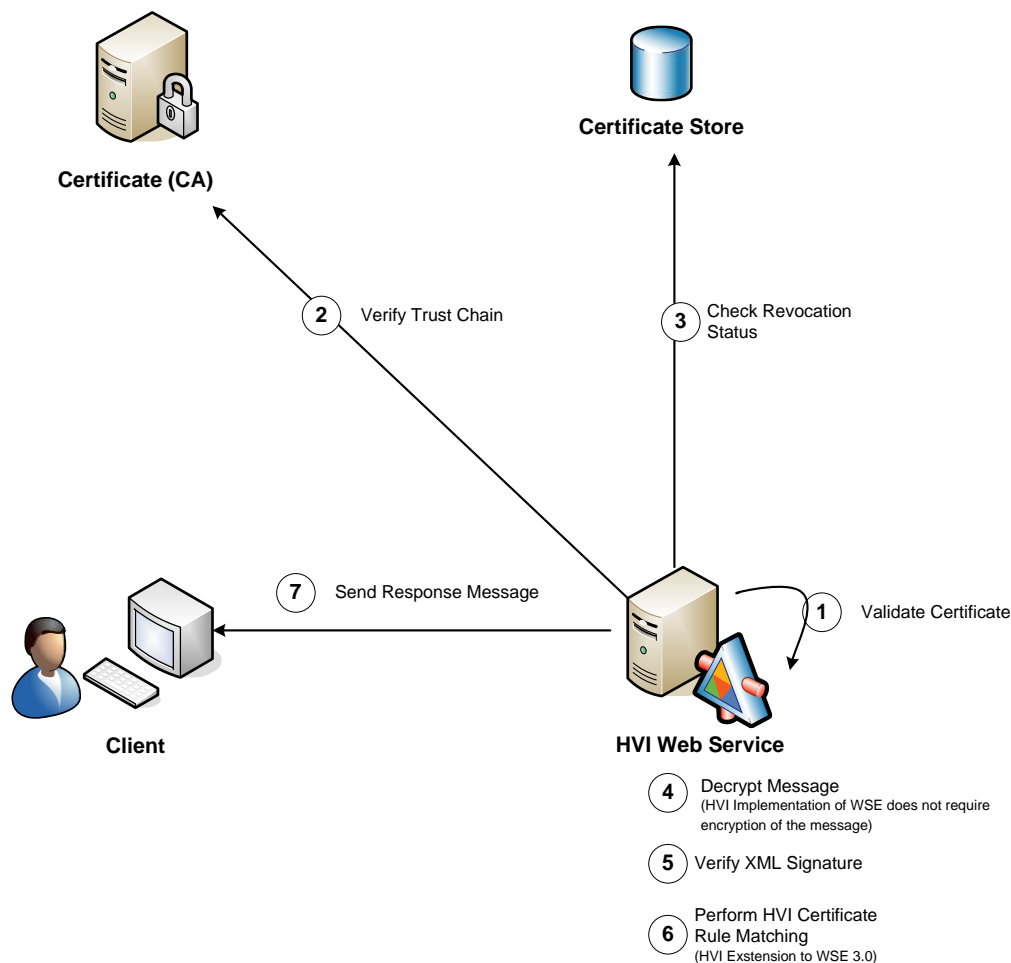 Certificate (CA)
Certificate Store
2
Verify Trust Chain
3
Check Revocation
Status
7
Send Response Message
1
Validate Certificate
Client
HVI Web Service
4
Decrypt Message
(HVI Implementation of WSE does not require
encryption of the message)
5
Verify XML Signature
6
Perform HVI Certificate
Rule Matching
(HVI Exstension to WSE 3.0)